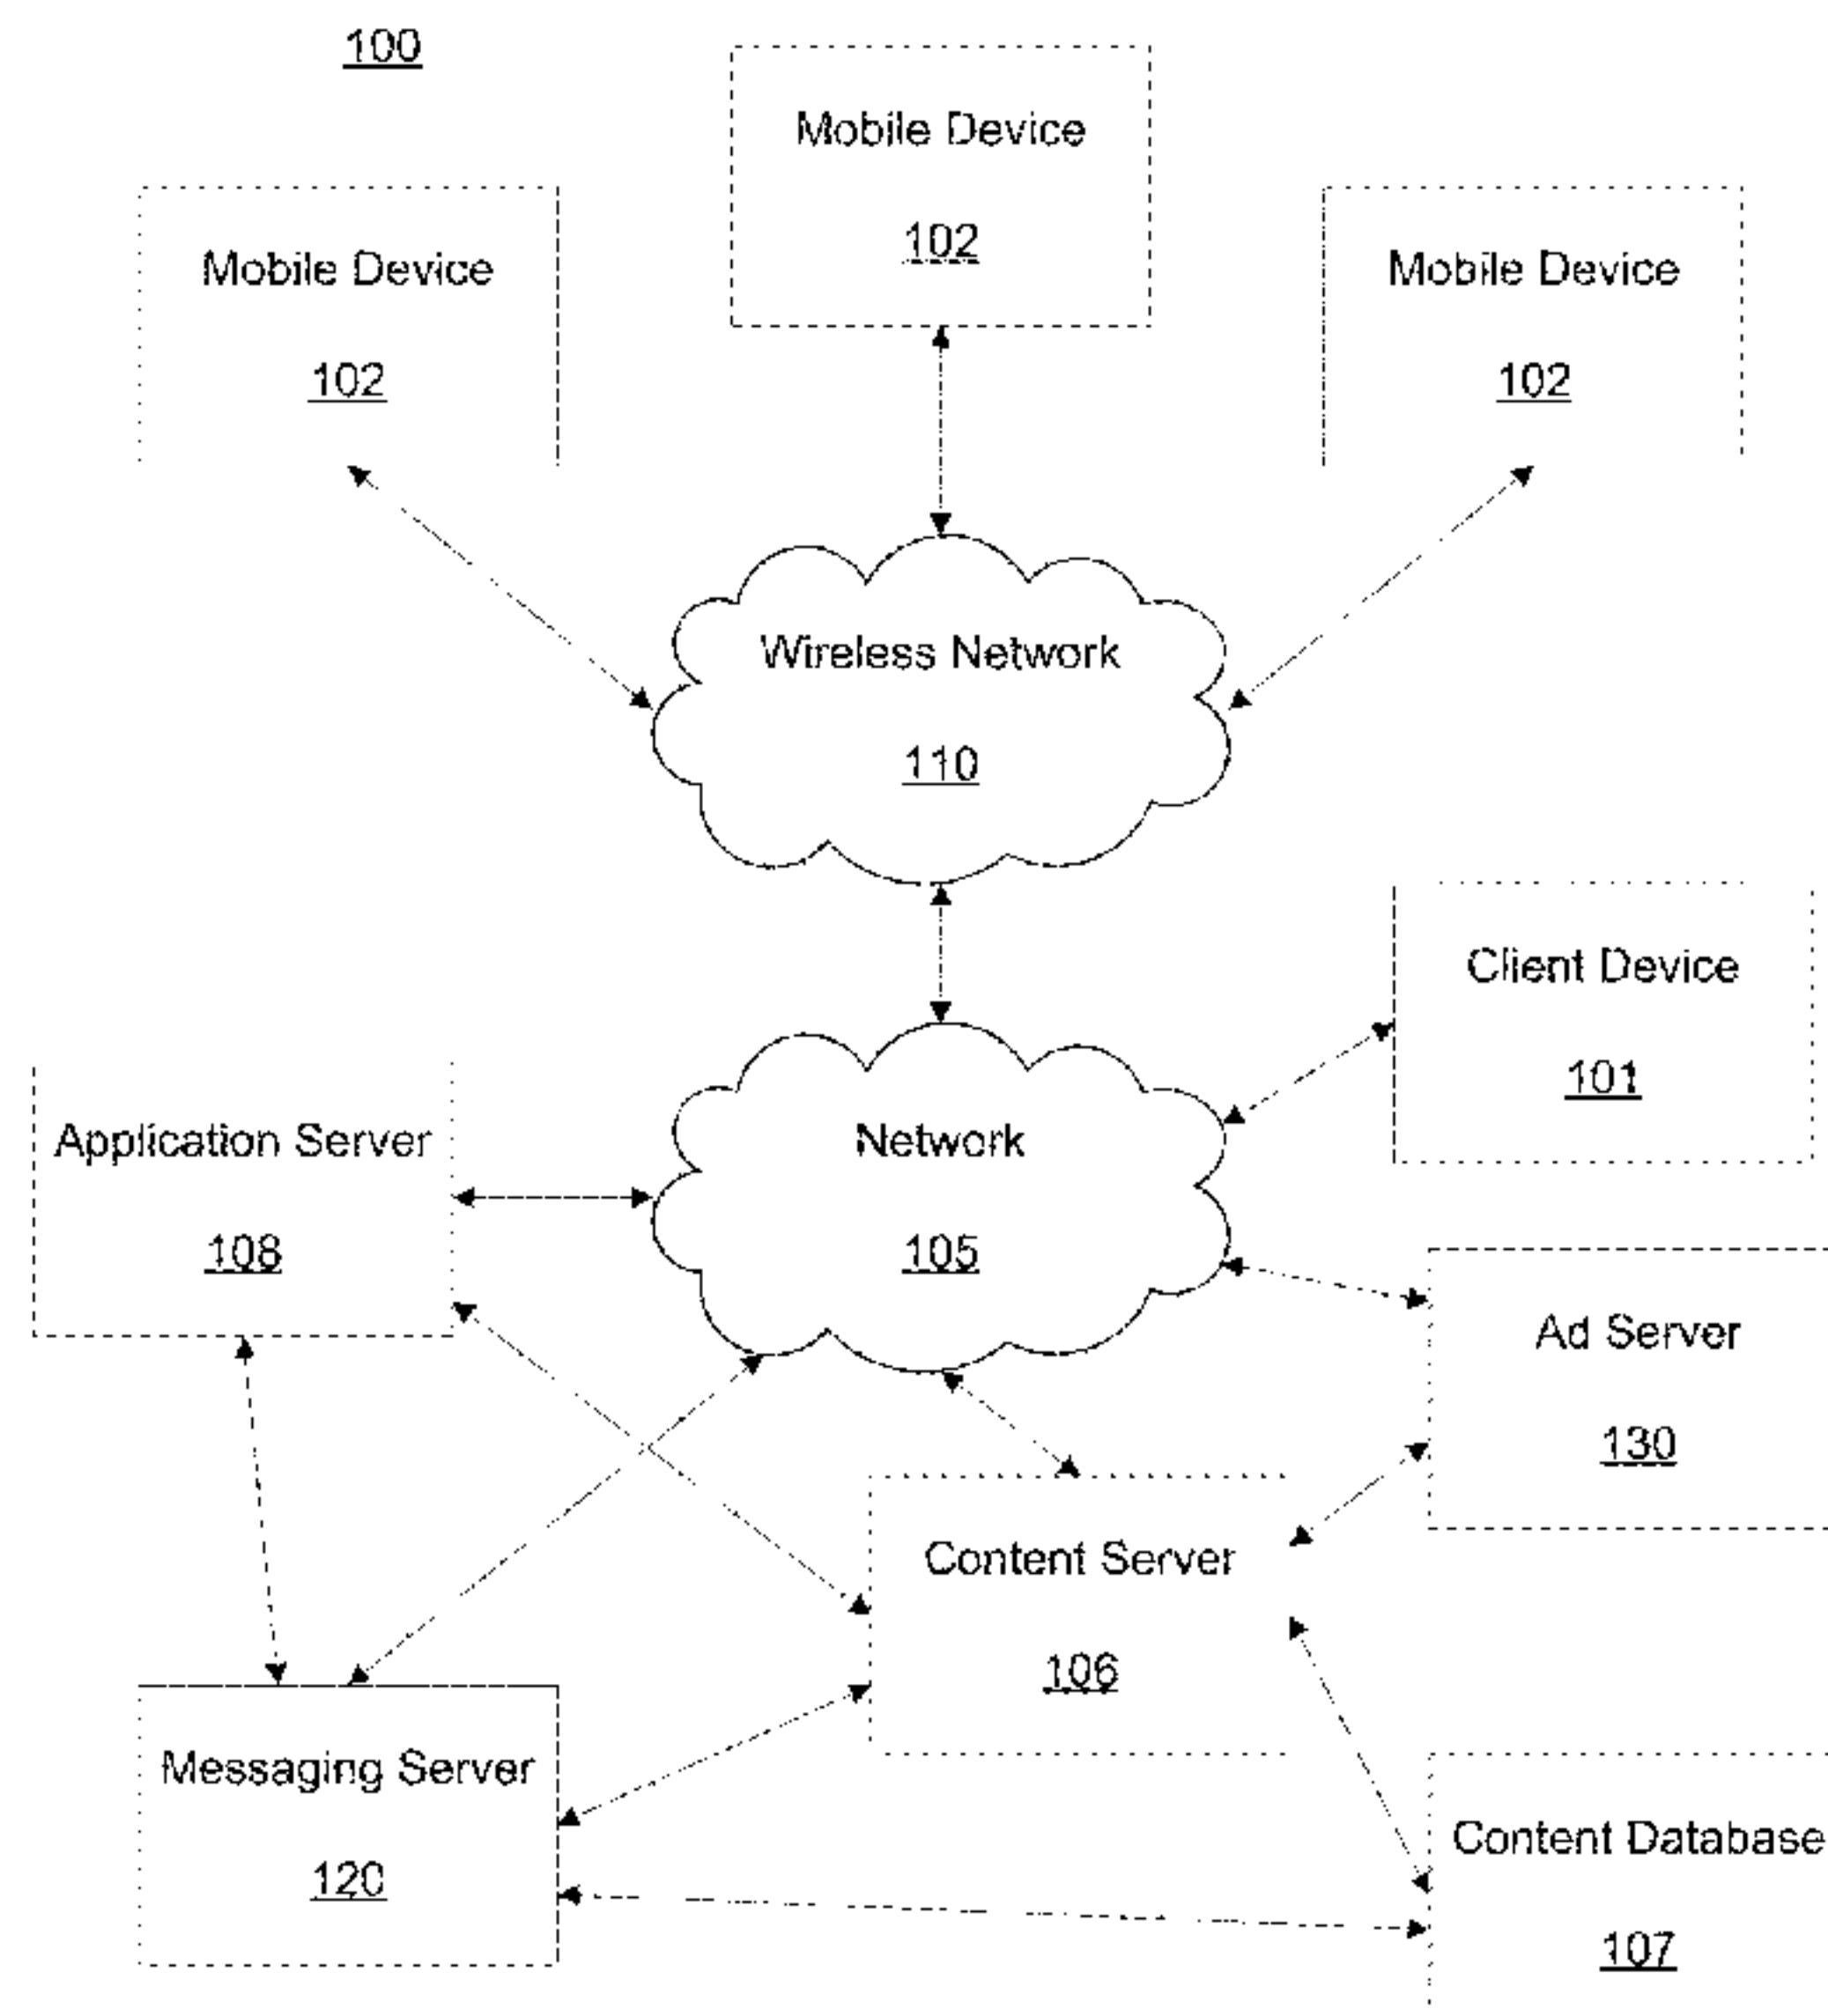 100
Mobile Device
102
Mobile Device
102
Mobile Device
102
Wireless Network
110
Client Device
101
Application Server
108
Network
105
Ad Server
130
Content Server
106
Messaging Server
120
Content Database
107